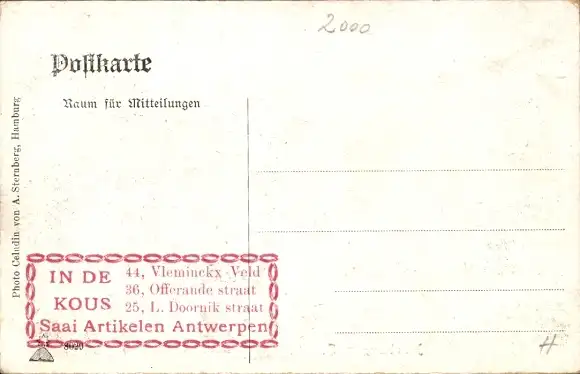 2000
Postkarte
Raum für Mitteilungen
Photo Celudin von A. Sternberg, Hamburg
IN DE KOUS
44, Vleminckx Veld
36, Offerande straat
25, L. Doornik straat
Saai Artikelen Antwerpen
H